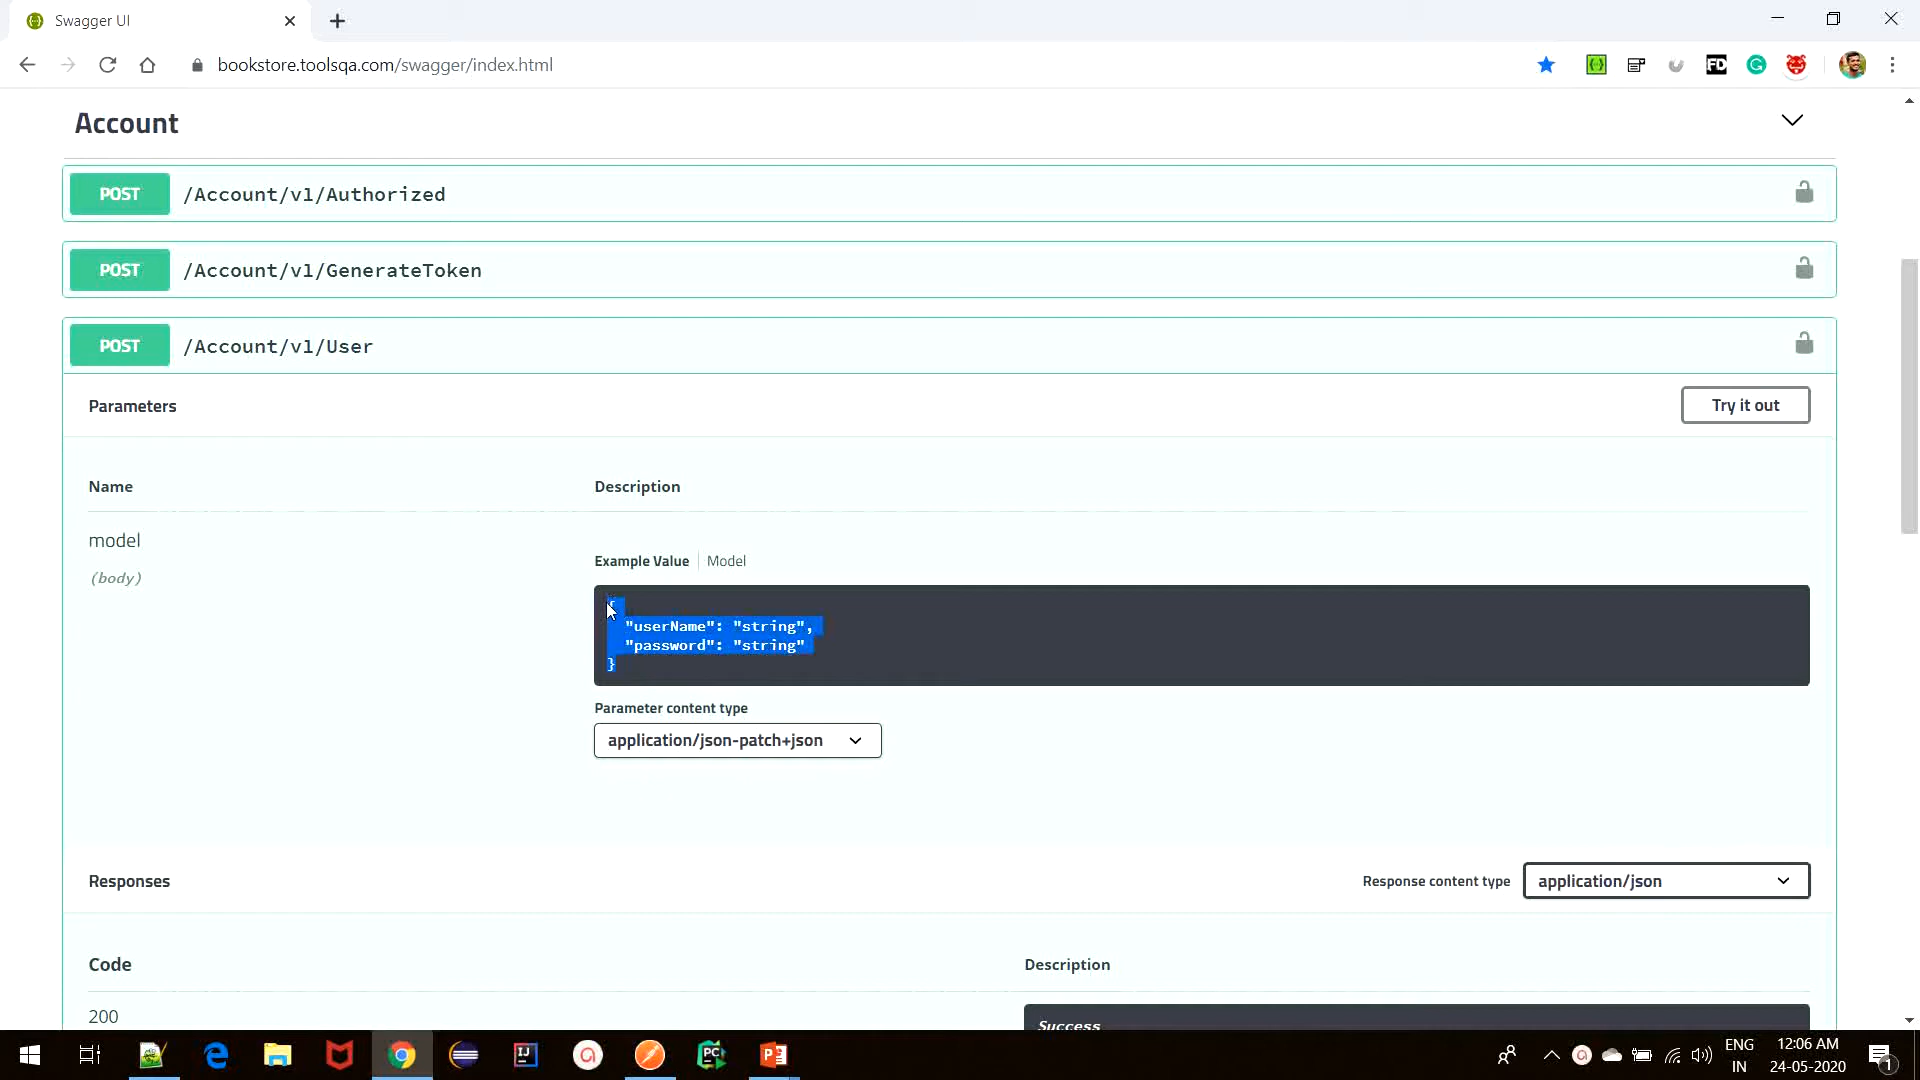 Swagger UI
bookstore.toolsqa.com/swagger/index.html
FD
Account
POST /Account/v1/Authorized
POST /Account/v1/GenerateToken
POST /Account/v1/User
Parameters Try it out
Name Description
model
(body)
Example Value Model
{
"userName": "string",
"password": "string"
}
Parameter content type
application/json-patch+json
Responses Response content type application/json
Code Description
200
Success
ENG 12:06 AM
IN 24-05-2020
1